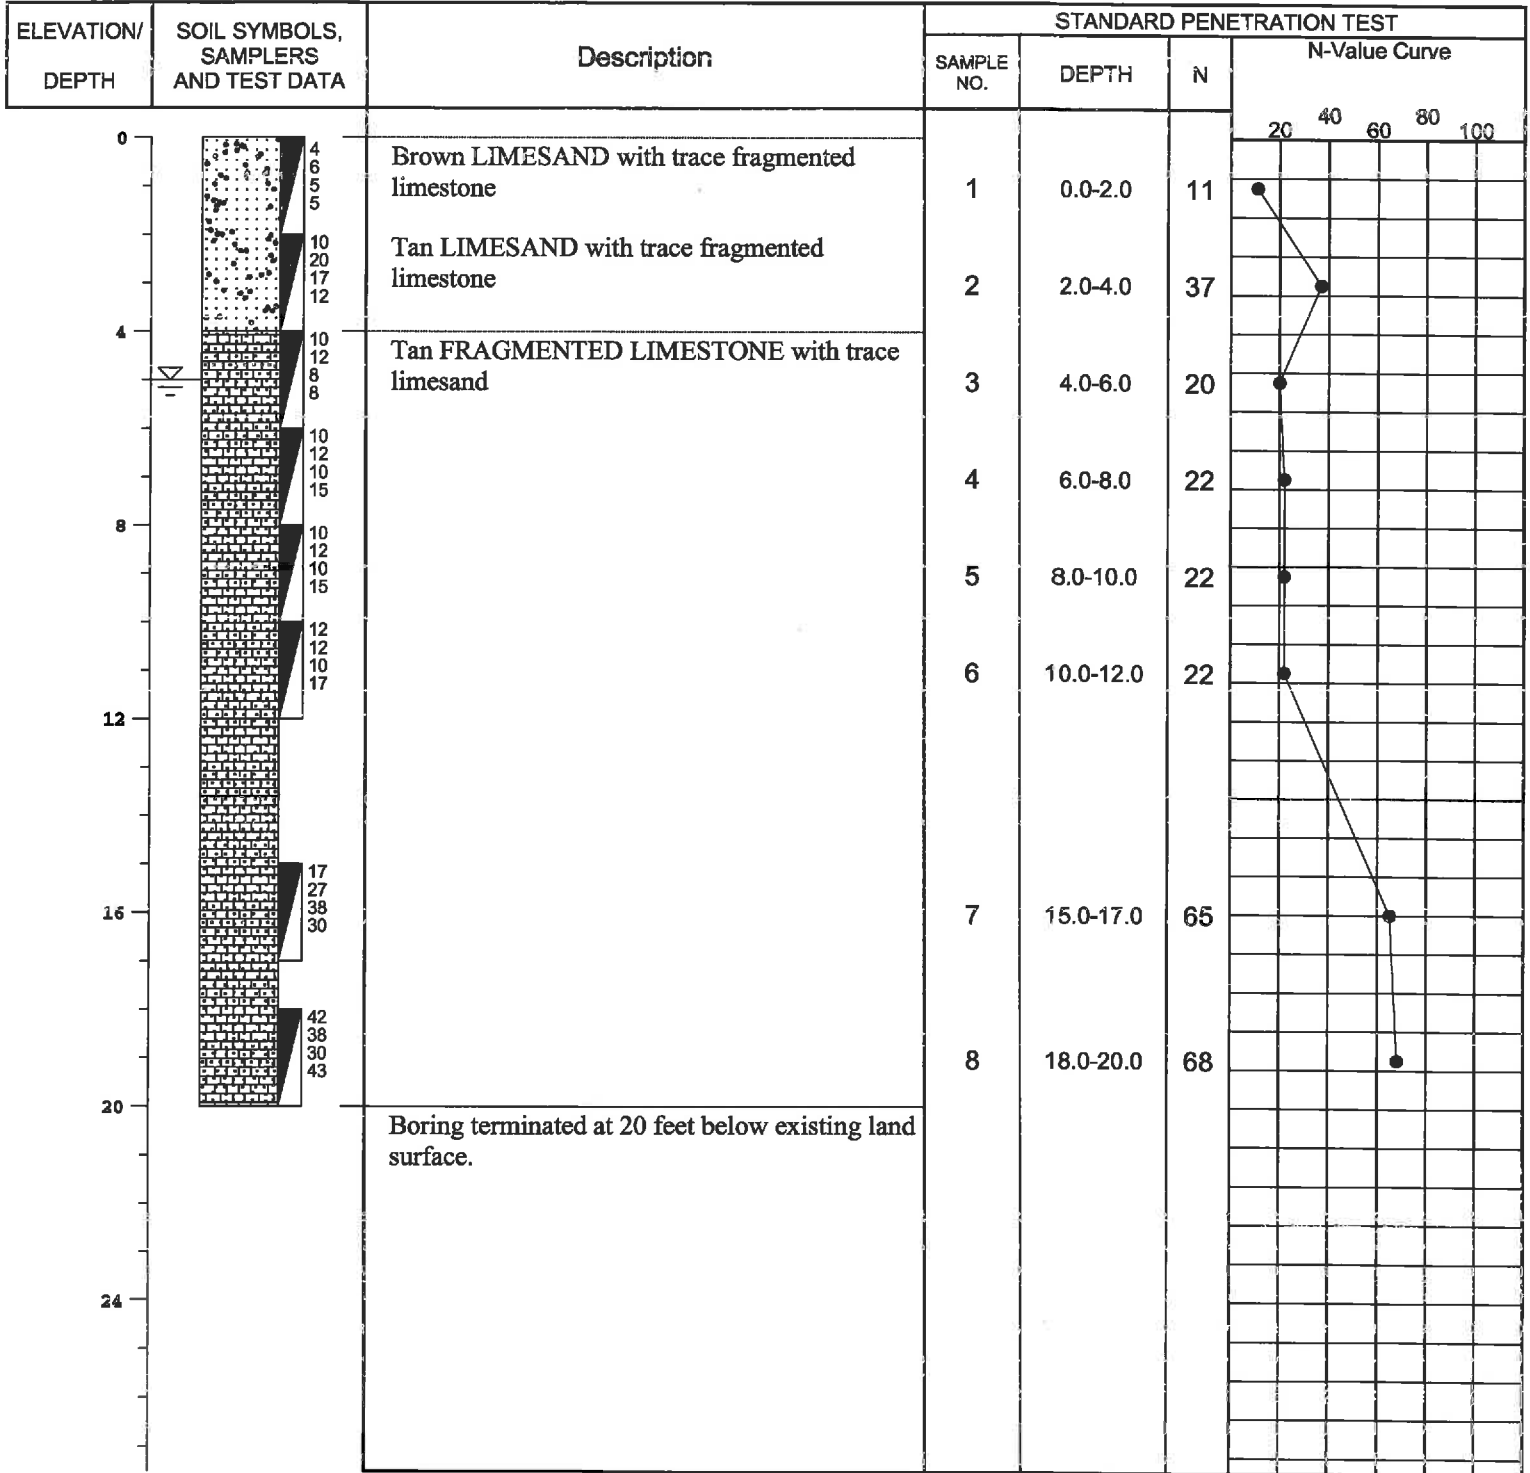 ELEVATION/
DEPTH
SOIL SYMBOLS,
SAMPLERS
AND TEST DATA
Description
STANDARD PENETRATION TEST
SAMPLE
NO.
DEPTH
N
N-Value Curve
20 40 60 80 100
0
4
6
5
5
Brown LIMESAND with trace fragmented
limestone
1 0.0-2.0 11
10
20
17
12
Tan LIMESAND with trace fragmented
limestone
2 2.0-4.0 37
4
10
12
8
8
Tan FRAGMENTED LIMESTONE with trace
limesand
3 4.0-6.0 20
10
12
10
15
4 6.0-8.0 22
8
10
12
10
15
5 8.0-10.0 22
12
12
10
17
6 10.0-12.0 22
12
17
27
38
30
16
7 15.0-17.0 65
42
38
30
43
8 18.0-20.0 68
20
Boring terminated at 20 feet below existing land
surface.
24